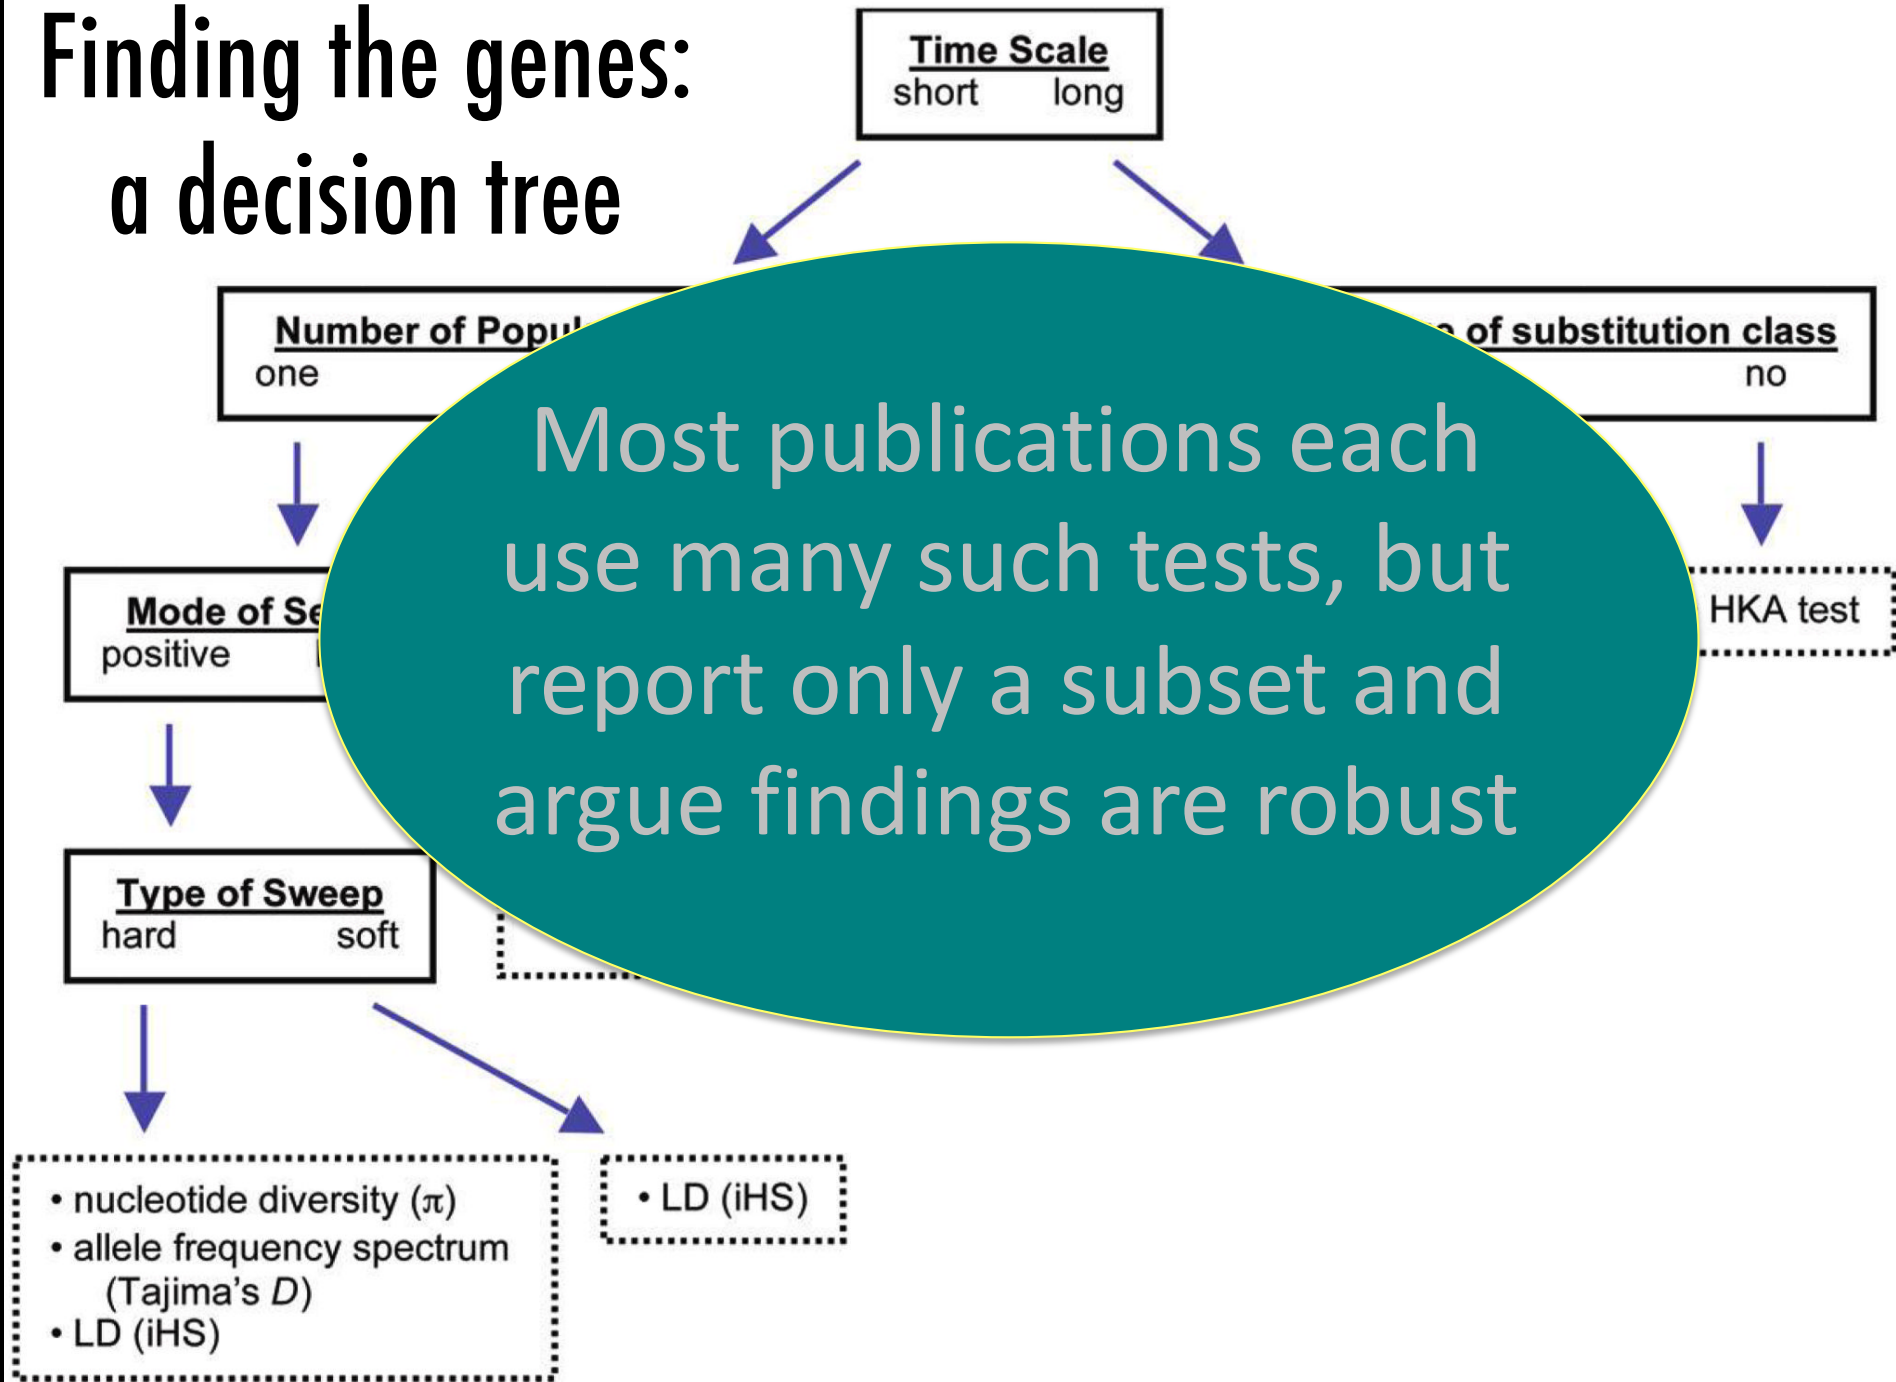 Finding the genes:
a decision tree
Time Scale
short long
Number of
one
of substitution class
no
Most publications each
use many such tests, but
report only a subset and
argue findings are robust
Mode of
positive
HKA test
Type of Sweep
hard soft
• nucleotide diversity (π)
• allele frequency spectrum
(Tajima's D)
• LD (iHS)
• LD (iHS)